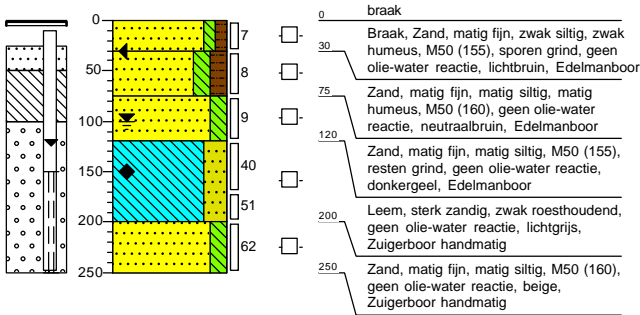 0
50
100
150
200
250
7
8
9
40
51
62
0
braak
Braak, Zand, matig fijn, zwak siltig, zwak
humeus, M50 (155), sporen grind, geen
olie-water reactie, lichtbruin, Edelmanboor
30
Zand, matig fijn, matig siltig, matig
humeus, M50 (160), geen olie-water
reactie, neutraalbruin, Edelmanboor
75
Zand, matig fijn, matig siltig, M50 (155),
resten grind, geen olie-water reactie,
donkergeel, Edelmanboor
120
Leem, sterk zandig, zwak roesthoudend,
geen olie-water reactie, lichtgrijs,
Zuigerboor handmatig
200
Zand, matig fijn, matig siltig, M50 (160),
geen olie-water reactie, beige,
Zuigerboor handmatig
250